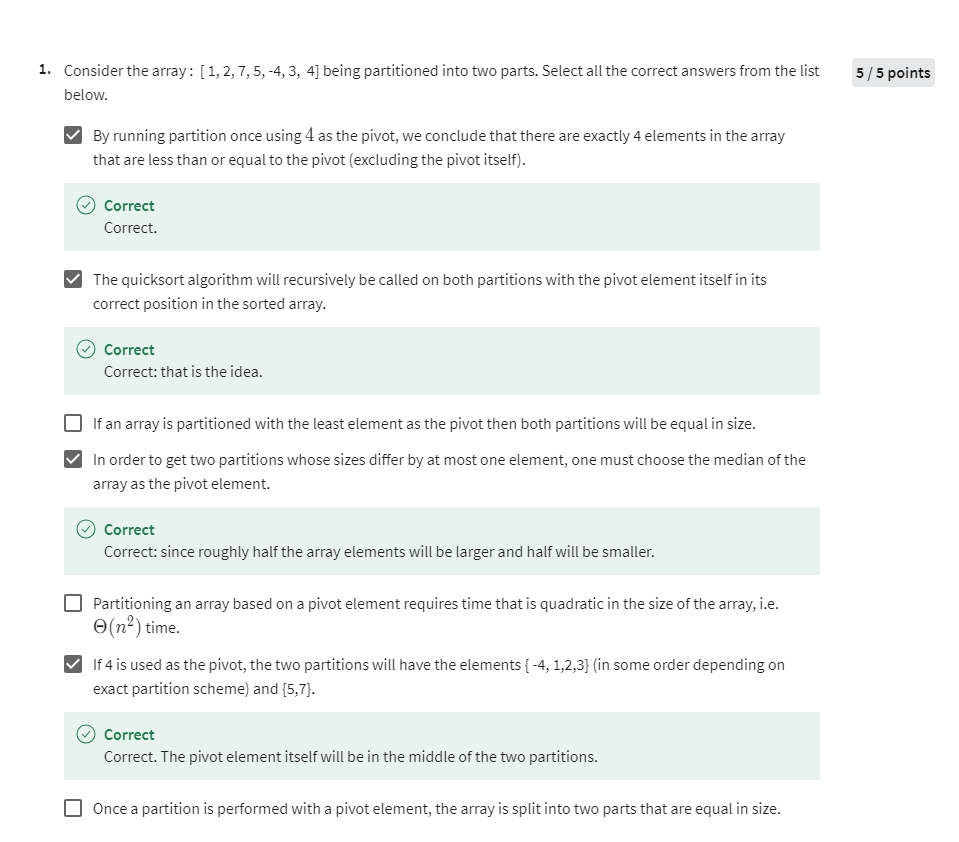 1. Consider the array : [ 1, 2, 7, 5, -4, 3, 4] being partitioned into two parts. Select all the correct answers from the list
5 / 5 points
below.
By running partition once using 4 as the pivot, we conclude that there are exactly 4 elements in the array
that are less than or equal to the pivot (excluding the pivot itself).
Correct
Correct.
The quicksort algorithm will recursively be called on both partitions with the pivot element itself in its
correct position in the sorted array.
Correct
Correct: that is the idea.
If an array is partitioned with the least element as the pivot then both partitions will be equal in size.
In order to get two partitions whose sizes differ by at most one element, one must choose the median of the
array as the pivot element.
Correct
Correct: since roughly half the array elements will be larger and half will be smaller.
Partitioning an array based on a pivot element requires time that is quadratic in the size of the array, i.e.
Θ(n²) time.
If 4 is used as the pivot, the two partitions will have the elements { -4, 1,2,3} (in some order depending on
exact partition scheme) and {5,7}.
Correct
Correct. The pivot element itself will be in the middle of the two partitions.
Once a partition is performed with a pivot element, the array is split into two parts that are equal in size.